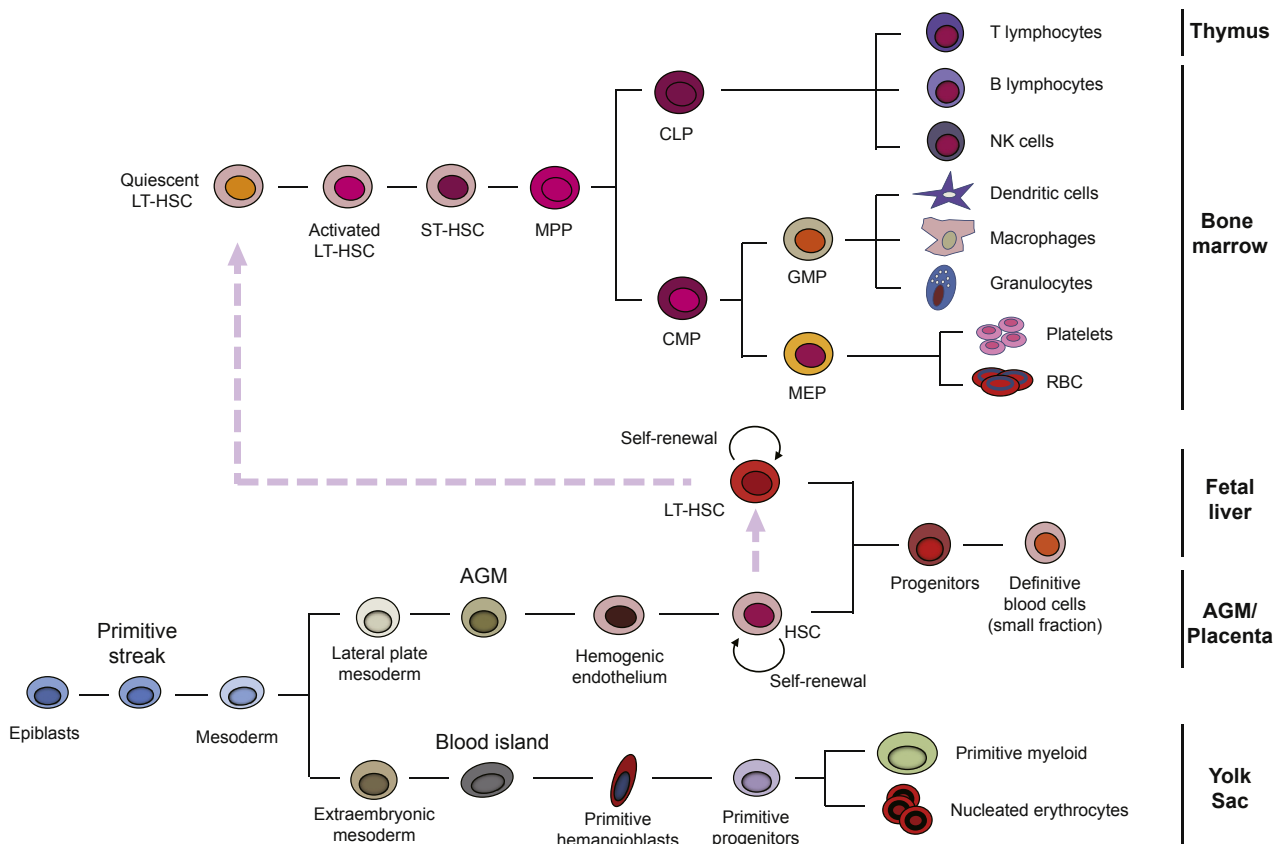 T lymphocytes
Thymus
B lymphocytes
CLP
NK cells
Quiescent
LT-HSC
Activated
LT-HSC
ST-HSC
MPP
Dendritic cells
Bone
marrow
Macrophages
GMP
Granulocytes
CMP
Platelets
MEP
RBC
Self-renewal
LT-HSC
Fetal
liver
Progenitors
Definitive
blood cells
(small fraction)
AGM
HSC
AGM/
Placenta
Primitive
streak
Lateral plate
mesoderm
Hemogenic
endothelium
Self-renewal
Epiblasts
Mesoderm
Blood island
Primitive myeloid
Yolk
Sac
Extraembryonic
mesoderm
Primitive
hemangioblasts
Primitive
progenitors
Nucleated erythrocytes